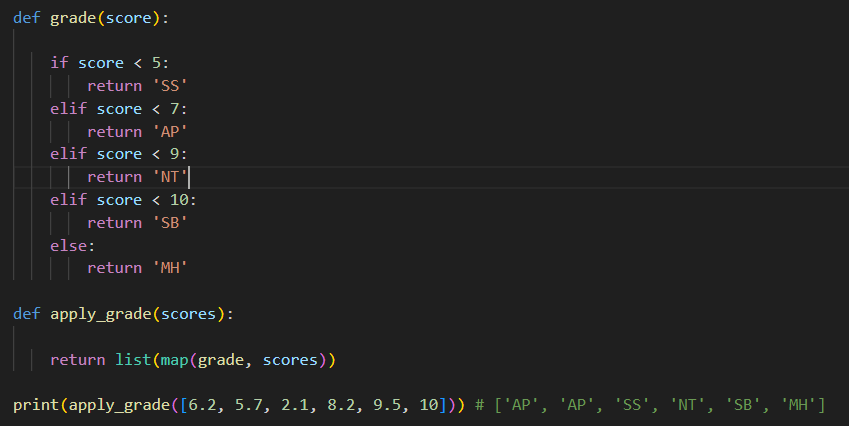 def grade(score):
if score < 5:
return 'SS'
elif score < 7:
return 'AP'
elif score < 9:
return 'NT'
elif score < 10:
return 'SB'
else:
return 'MH'
def apply_grade(scores):
return list(map(grade, scores))
print(apply_grade([6.2, 5.7, 2.1, 8.2, 9.5, 10])) # ['AP', 'AP', 'SS', 'NT', 'SB', 'MH']